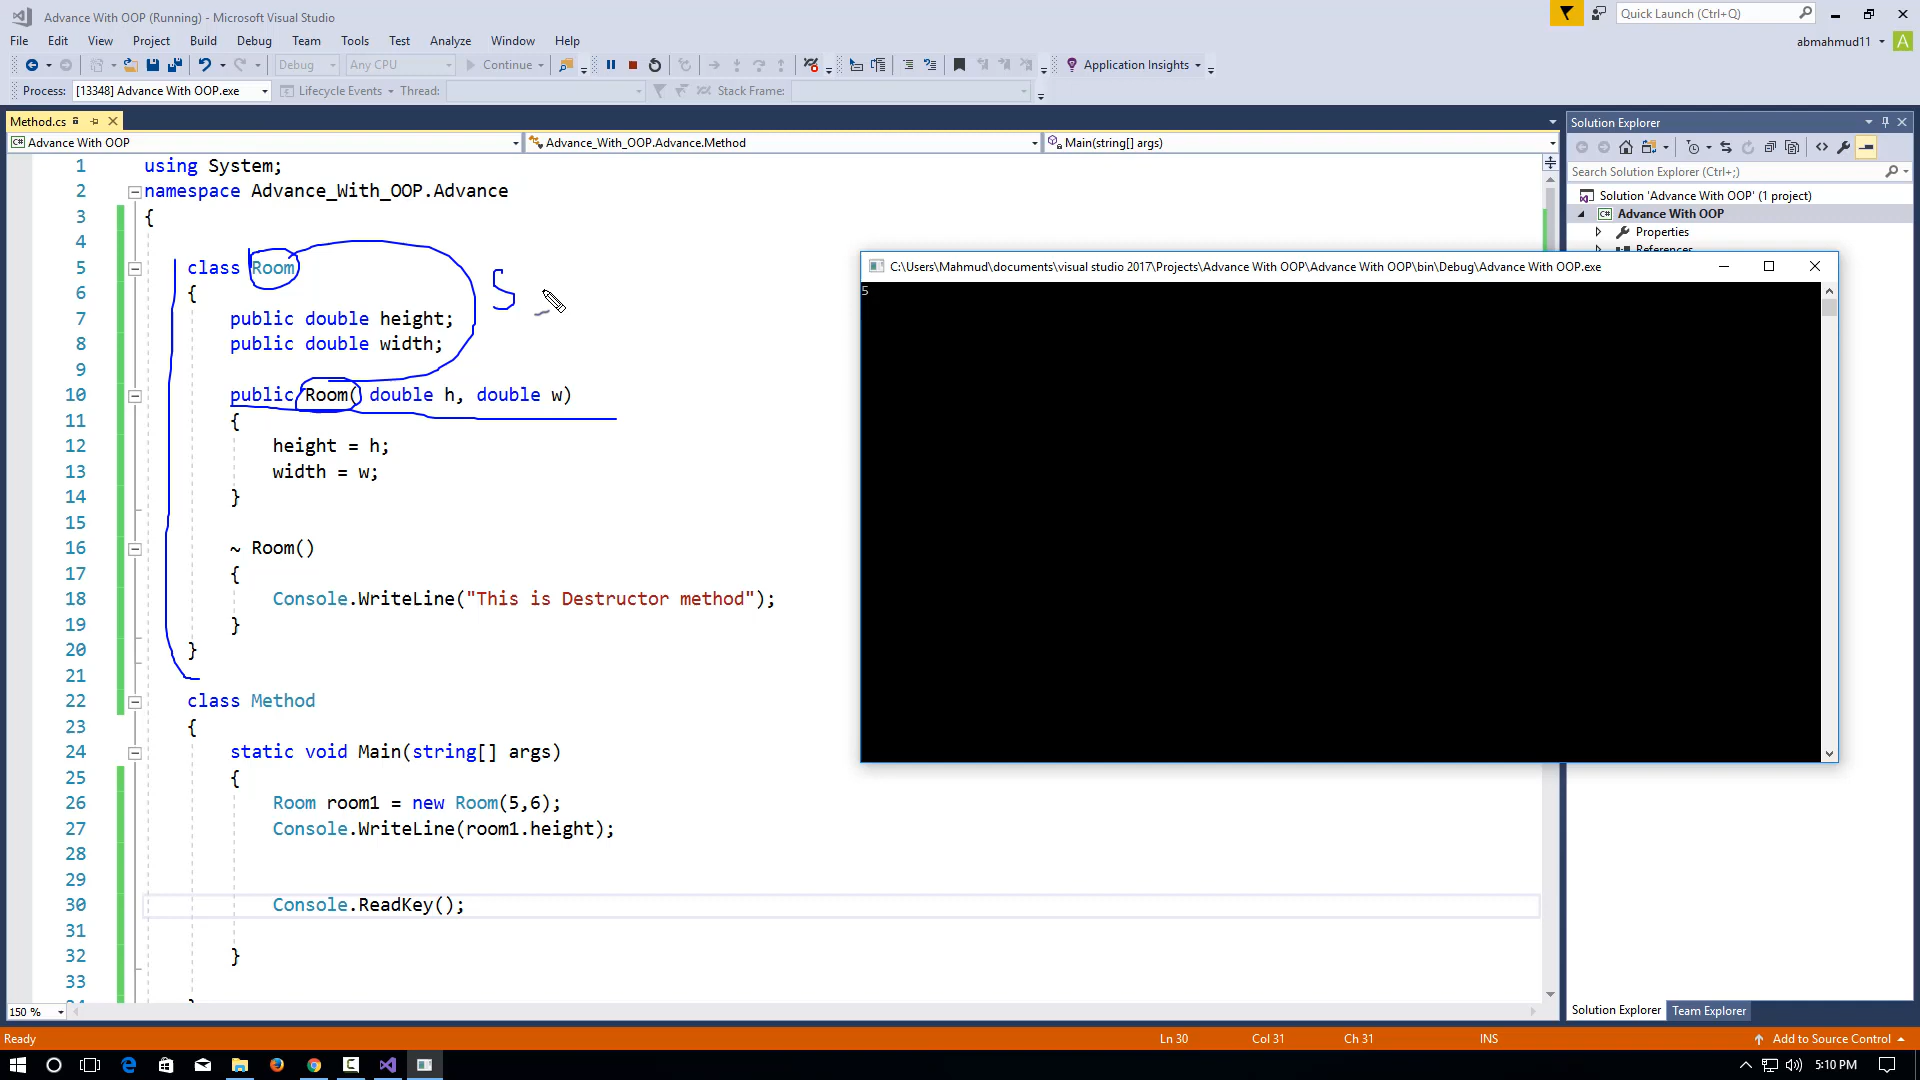 Advance With OOP (Running) - Microsoft Visual Studio
Quick Launch (Ctrl+Q)
File Edit View Project Build Debug Team Tools Test Analyze Window Help
abmahmud11 A
Debug Any CPU Continue Application Insights
Process: [13348] Advance With OOP.exe Lifecycle Events Thread: Stack Frame:
Method.cs
Advance With OOP Advance_With_OOP.Advance.Method Main(string[] args)
1 using System;
2 namespace Advance_With_OOP.Advance
3 {
4
5 class Room
6 {
7 public double height;
8 public double width;
9
10 public Room( double h, double w)
11 {
12 height = h;
13 width = w;
14 }
15
16 ~ Room()
17 {
18 Console.WriteLine("This is Destructor method");
19 }
20 }
21
22 class Method
23 {
24 static void Main(string[] args)
25 {
26 Room room1 = new Room(5,6);
27 Console.WriteLine(room1.height);
28
29
30 Console.ReadKey();
31
32 }
33
S
C:\Users\Mahmud\documents\visual studio 2017\Projects\Advance With OOP\Advance With OOP\bin\Debug\Advance With OOP.exe
5
Solution Explorer
Search Solution Explorer (Ctrl+;)
Solution 'Advance With OOP' (1 project)
C# Advance With OOP
Properties
References
150 %
Solution Explorer Team Explorer
Ready Ln 30 Col 31 Ch 31 INS Add to Source Control
5:10 PM